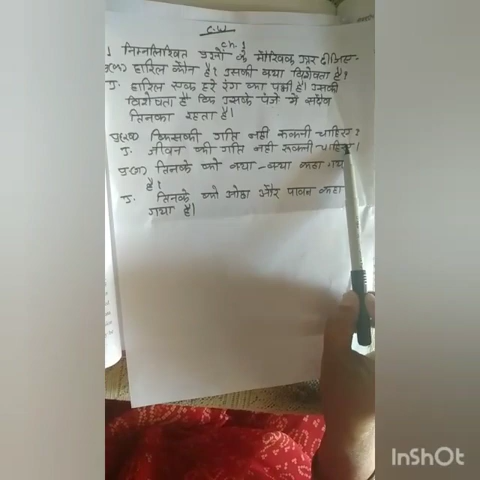 C.W
Ch. 1
1 निम्नलिखित प्रश्नों के मौखिक उत्तर दीजिए-
प्र(क) हारिल कौन है? उसकी क्या विशेषता है?
उ. हारिल एक हरे रंग का पक्षी है। उसकी
विशेषता है कि उसके पंजे में सदैव
तिनका रहता है।
प्र(ख) किसकी गति नही रूकनी चाहिए?
उ. जीवन की गति नही रूकनी चाहिए।
प्र(ग) तिनके को क्या-क्या कहा गया
है?
उ. तिनके को ओछा और पावन कहा
गया है।
InShOt